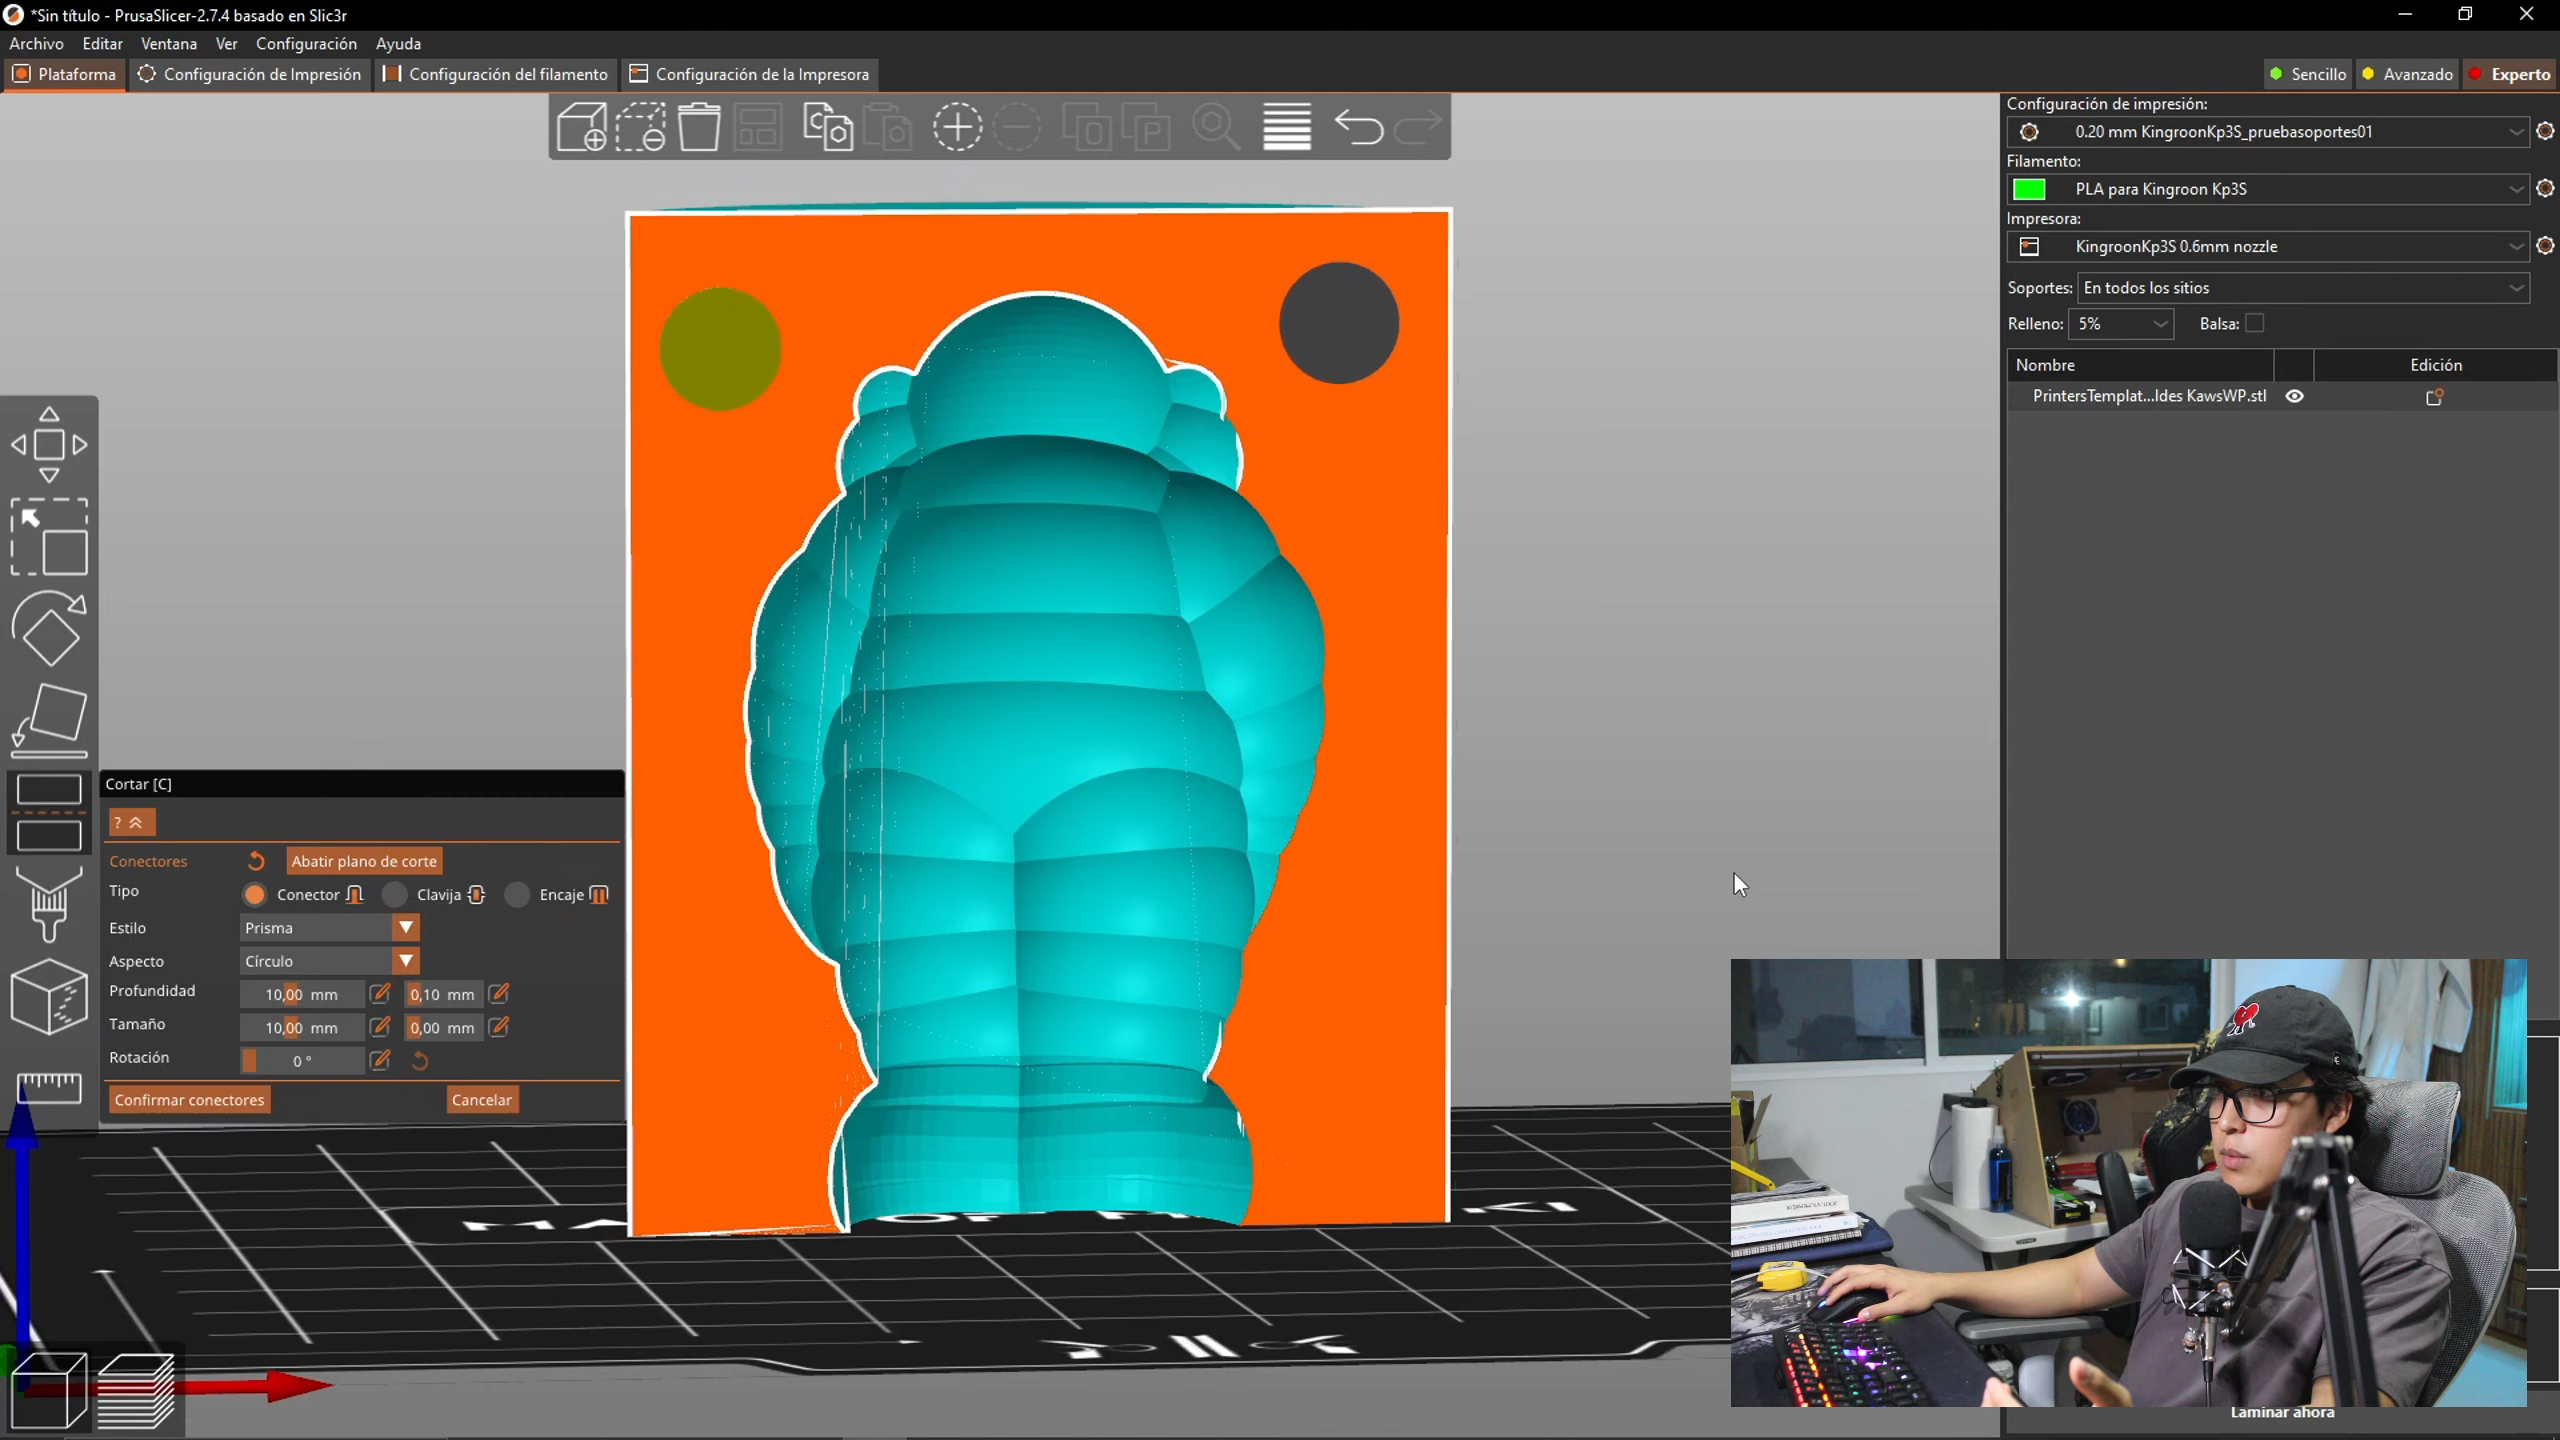 *Sin título - PrusaSlicer-2.7.4 basado en Slic3r
Archivo Editar Ventana Ver Configuración Ayuda
Plataforma Configuración de Impresión Configuración del filamento Configuración de la Impresora Sencillo Avanzado Experto
Configuración de impresión:
0.20 mm KingroonKp3S_pruebasoportes01
Filamento:
PLA para Kingroon Kp3S
Impresora:
KingroonKp3S 0.6mm nozzle
Soportes: En todos los sitios
Relleno: 5% Balsa:
Nombre Edición
PrintersTemplat...ldes KawsWP.stl
Cortar [C]
?
Conectores Abatir plano de corte
Tipo Conector Clavija Encaje
Estilo Prisma
Aspecto Círculo
Profundidad 10,00 mm 0,10 mm
Tamaño 10,00 mm 0,00 mm
Rotación 0 °
Confirmar conectores Cancelar
Laminar ahora